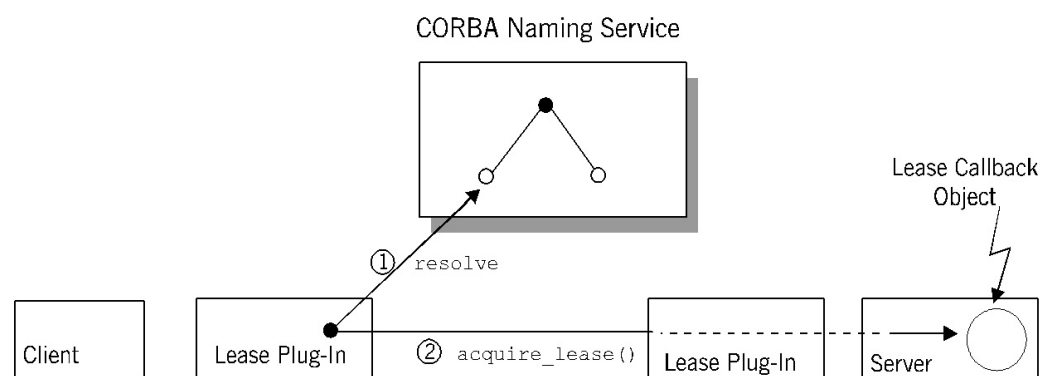 CORBA Naming Service
Lease Callback
Object
① resolve
Client
Lease Plug-In
② acquire_lease()
Lease Plug-In
Server